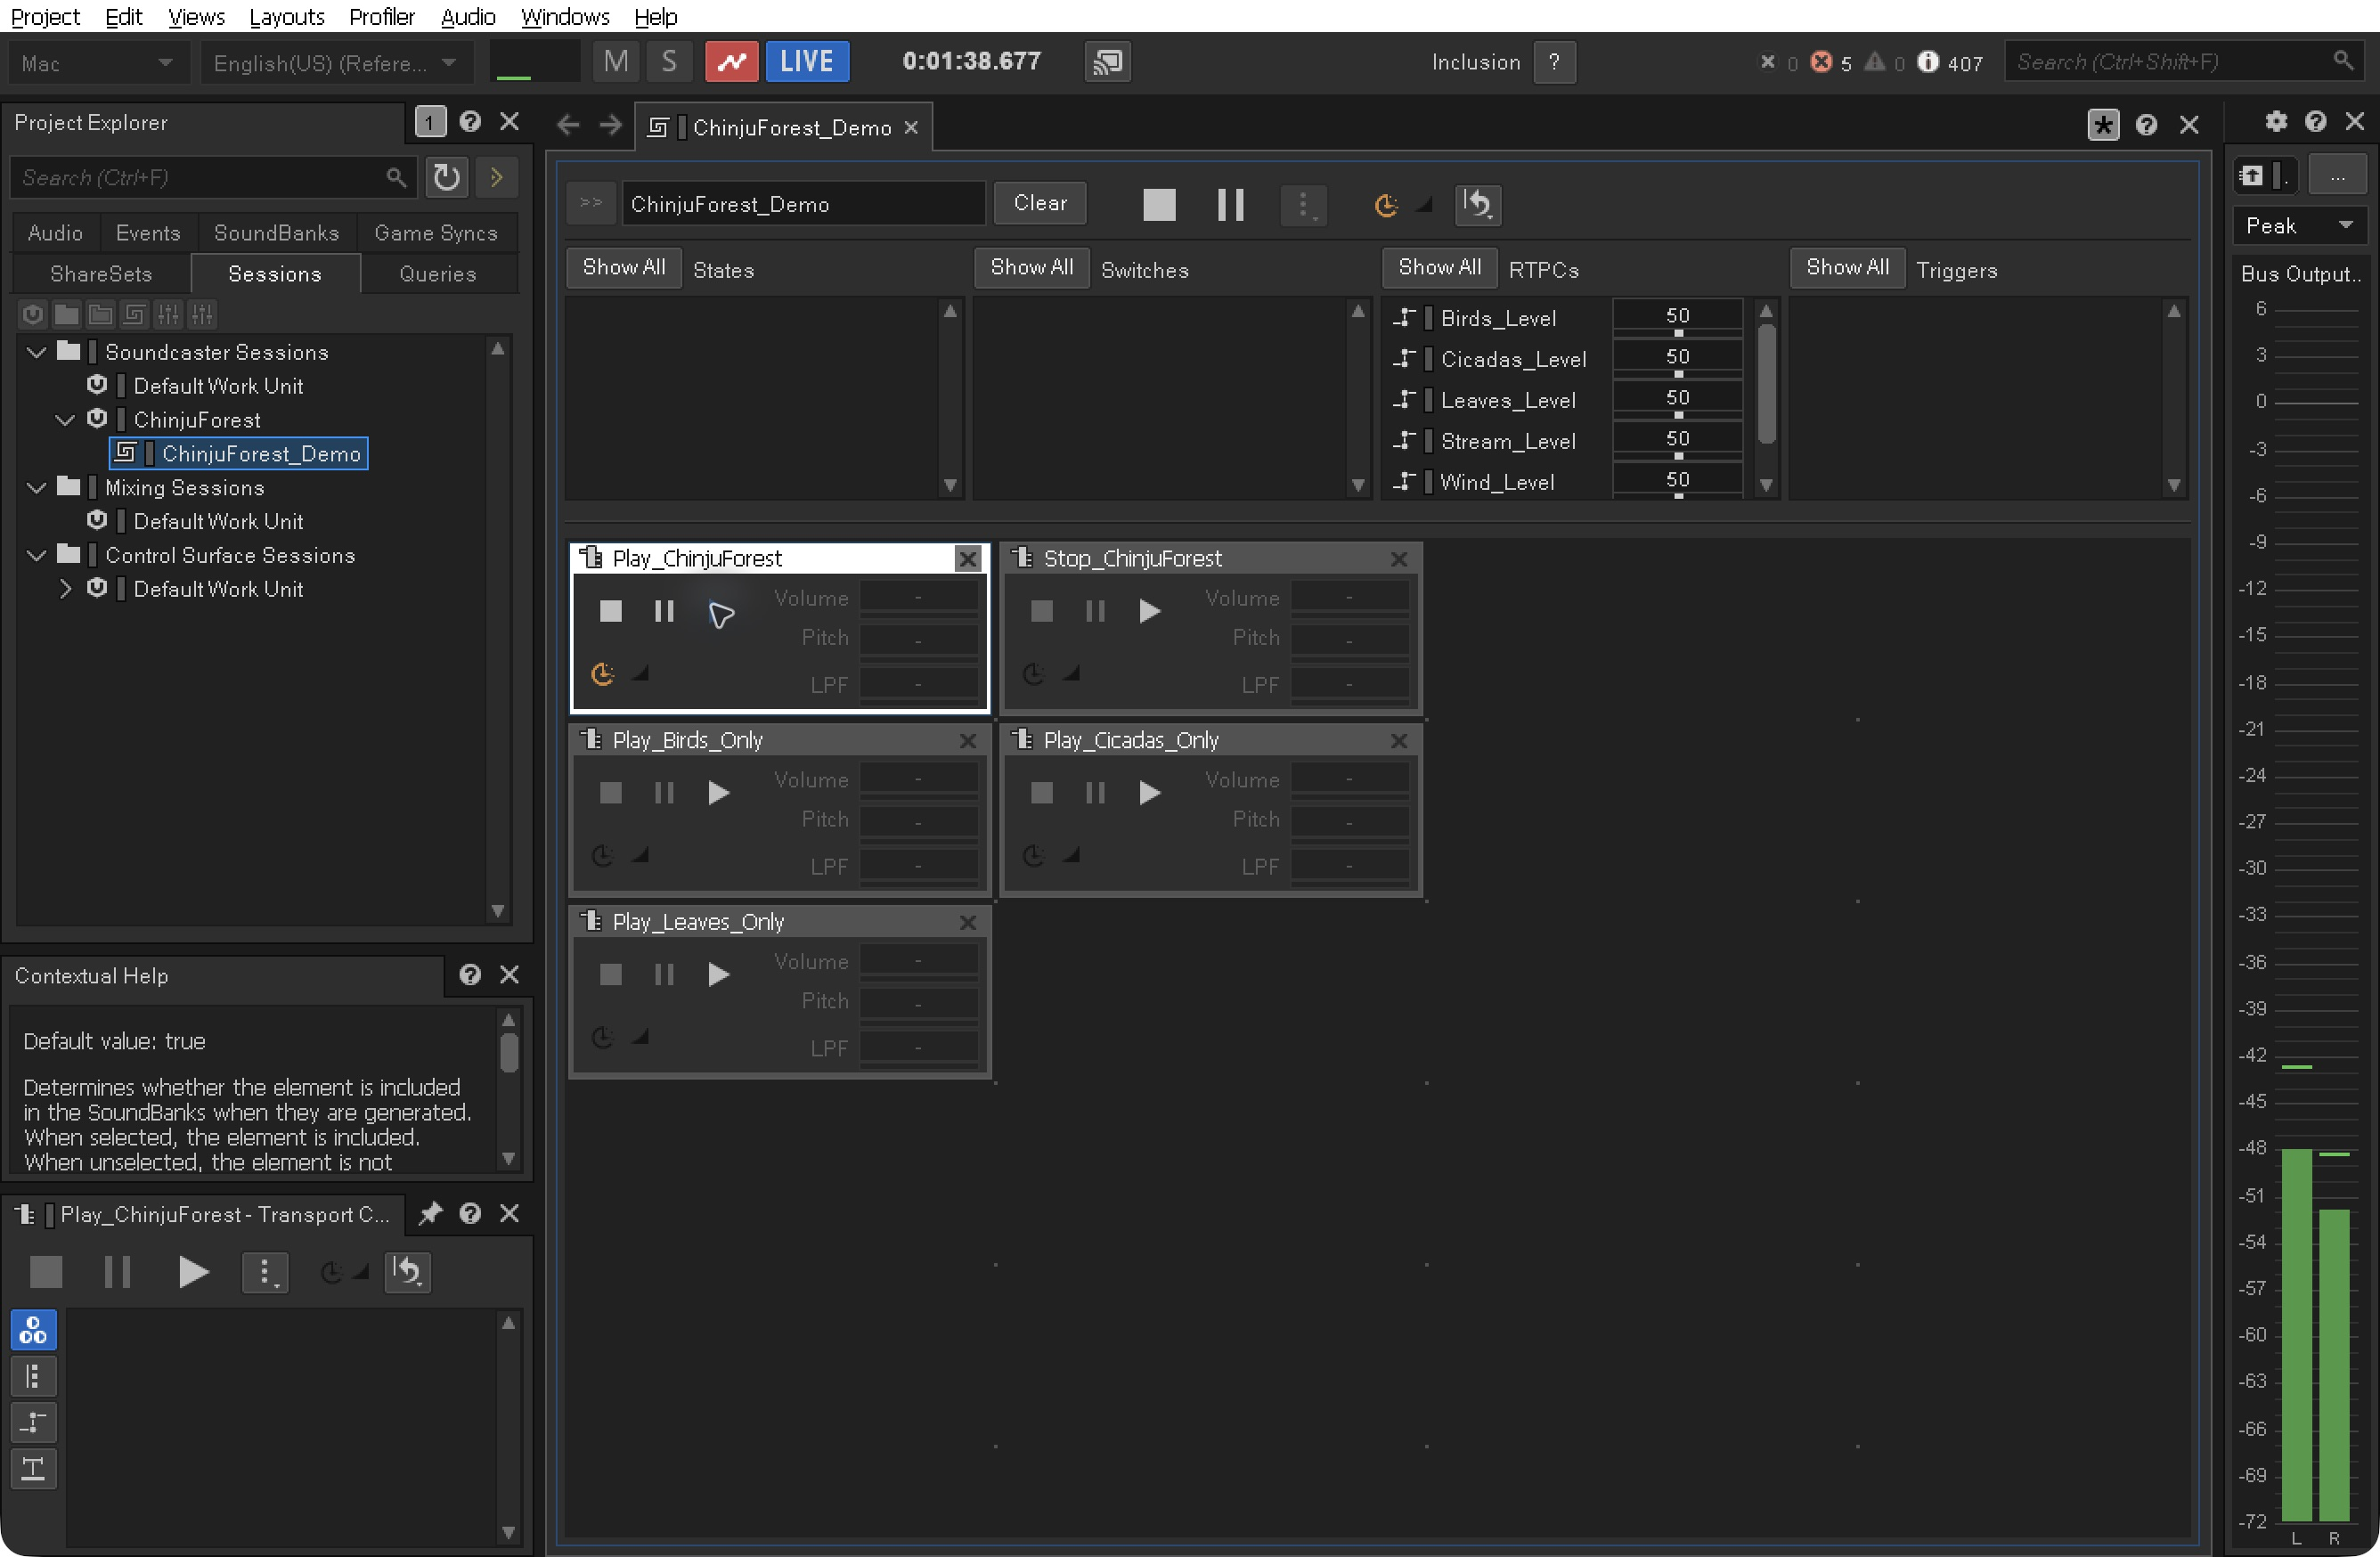 Project Edit Views Layouts Profiler Audio Windows Help
Mac English(US) (Refere... M S LIVE 0:01:38.677 Inclusion ? 0 5 0 407 Search (Ctrl+Shift+F)
Project Explorer 1
Search (Ctrl+F)
Audio Events SoundBanks Game Syncs
ShareSets Sessions Queries
Soundcaster Sessions
Default Work Unit
ChinjuForest
ChinjuForest_Demo
Mixing Sessions
Default Work Unit
Control Surface Sessions
Default Work Unit
Contextual Help
Default value: true
Determines whether the element is included
in the SoundBanks when they are generated.
When selected, the element is included.
When unselected, the element is not
Play_ChinjuForest - Transport C...
ChinjuForest_Demo
>> ChinjuForest_Demo Clear
Show All States
Show All Switches
Show All RTPCs
Show All Triggers
Birds_Level 50
Cicadas_Level 50
Leaves_Level 50
Stream_Level 50
Wind_Level 50
Play_ChinjuForest
Volume -
Pitch -
LPF -
Stop_ChinjuForest
Volume -
Pitch -
LPF -
Play_Birds_Only
Volume -
Pitch -
LPF -
Play_Cicadas_Only
Volume -
Pitch -
LPF -
Play_Leaves_Only
Volume -
Pitch -
LPF -
...
Peak
Bus Output..
6
3
0
-3
-6
-9
-12
-15
-18
-21
-24
-27
-30
-33
-36
-39
-42
-45
-48
-51
-54
-57
-60
-63
-66
-69
-72
L R